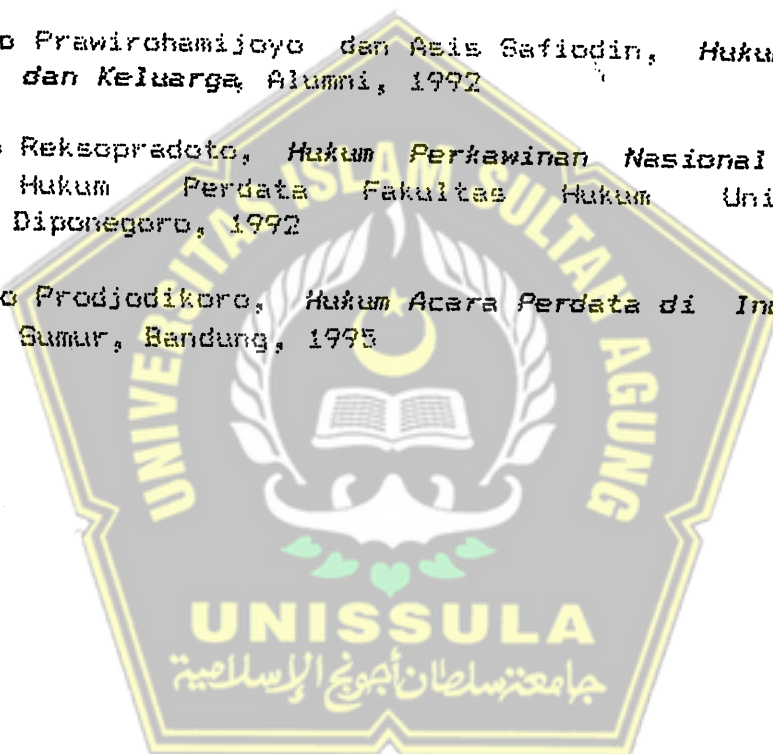 o Prawirohamijoyo dan Asis Safiodin, Huku
dan Keluarga, Alumni, 1992
Reksopradoto, Hukum Perkawinan Nasional
Hukum Perdata Fakultas Hukum Uni
Diponegoro, 1992
o Prodjodikoro, Hukum Acara Perdata di In
Sumur, Bandung, 1995
UNIVERSITAS ISLAM SULTAN AGUNG
UNISSULA
جامعة سلطان أجونج الإسلامية